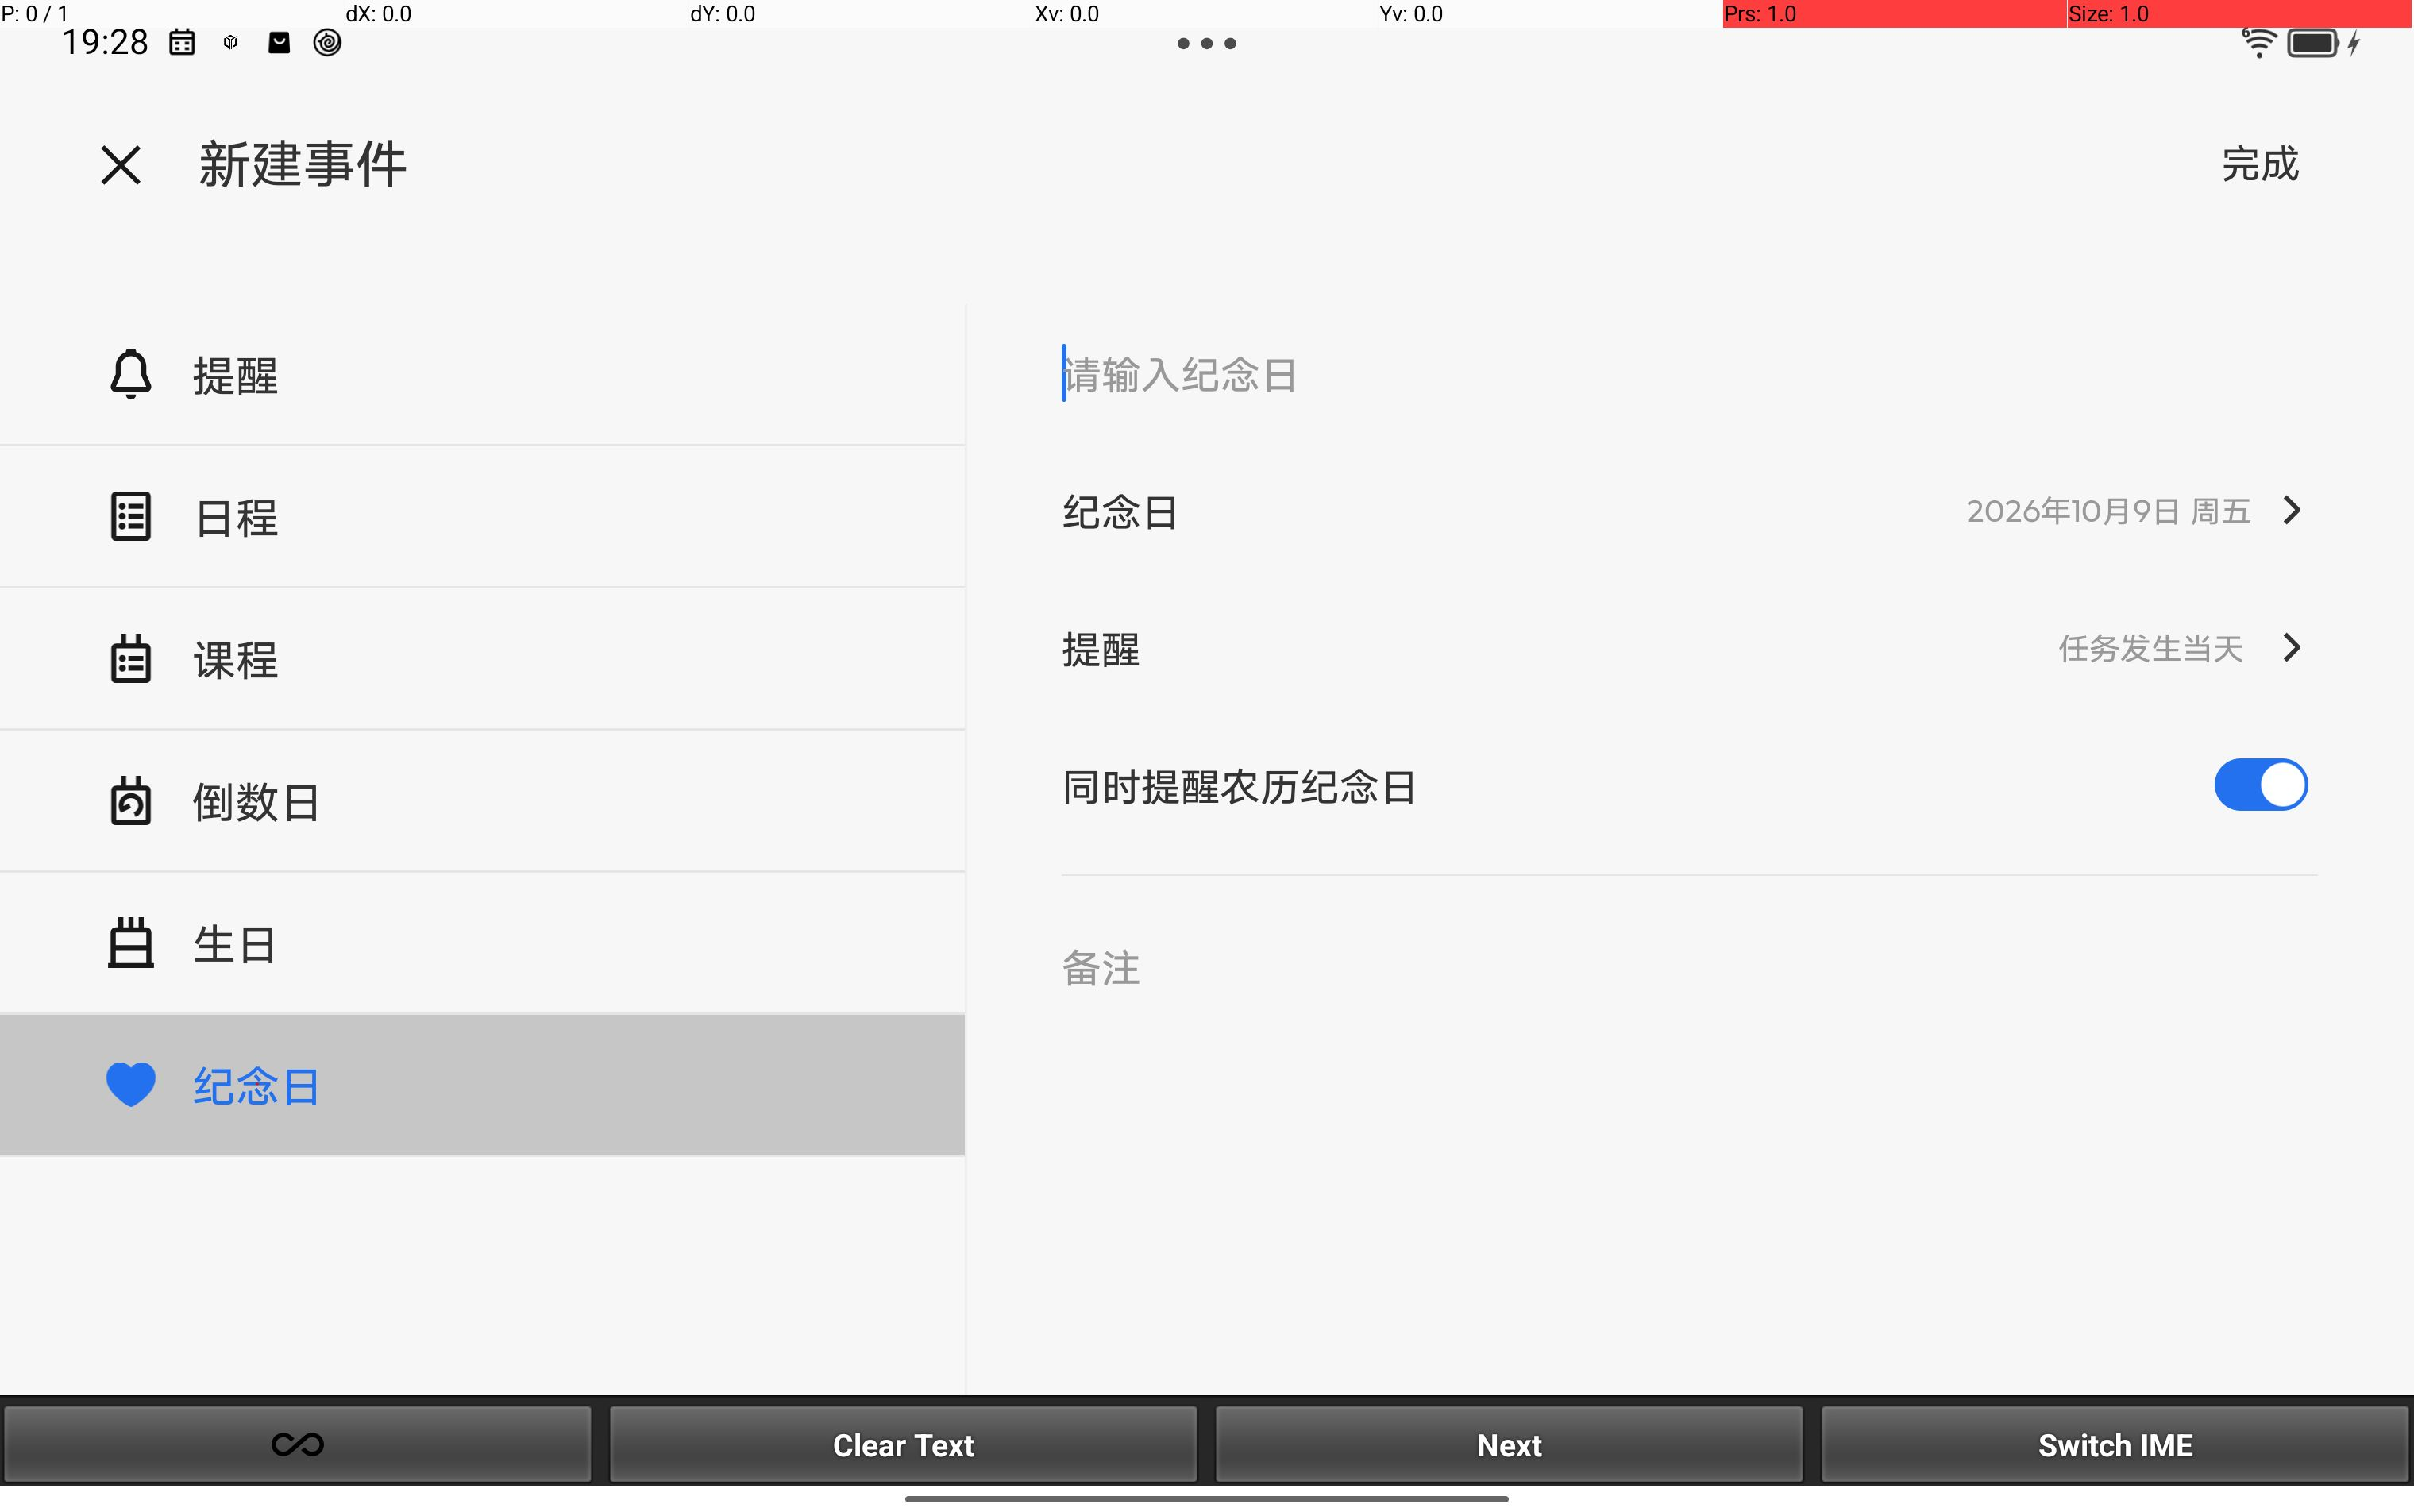 P: 0 / 1 dX: 0.0 dY: 0.0 Xv: 0.0 Yv: 0.0 Prs: 1.0 Size: 1.0
19:28 6
新建事件 完成
提醒
日程
课程
倒数日
生日
纪念日
请输入纪念日
纪念日 2026年10月9日 周五
提醒 任务发生当天
同时提醒农历纪念日
备注
Clear Text Next Switch IME